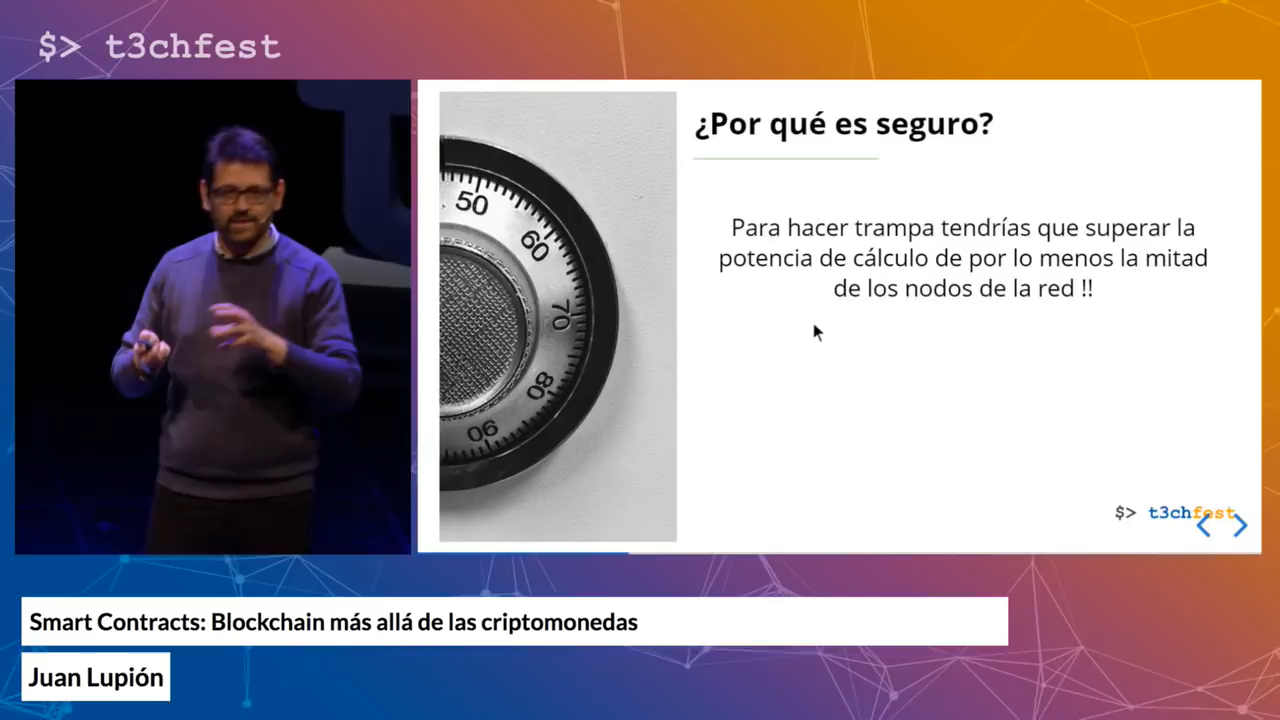 $> t3chfest
50
60
70
80
90
¿Por qué es seguro?
Para hacer trampa tendrías que superar la
potencia de cálculo de por lo menos la mitad
de los nodos de la red !!
$> t3chfest
Smart Contracts: Blockchain más allá de las criptomonedas
Juan Lupión